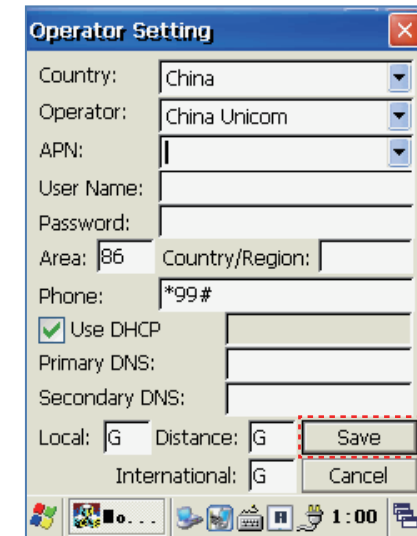 Operator Setting
Country: China
Operator: China Unicom
APN:
User Name:
Password:
Area: 86 Country/Region:
Phone: *99#
Use DHCP
Primary DNS:
Secondary DNS:
Local: G Distance: G Save
International: G Cancel
1:00